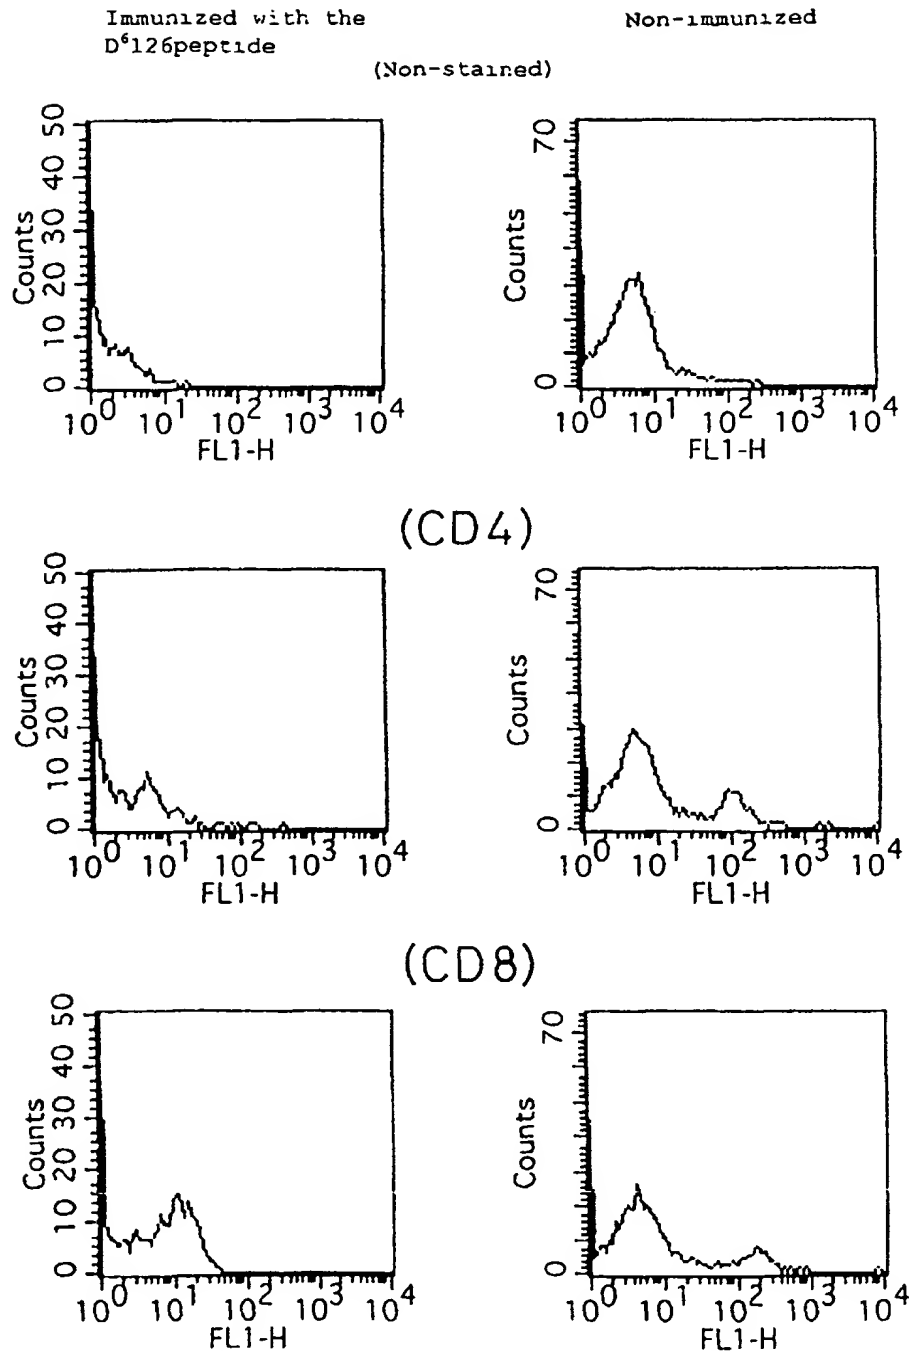 Immunized with the
D⁶126peptide
Non-immunized
(Non-stained)
50
40
30
20
10
0
Counts
10⁰ 10¹ 10² 10³ 10⁴
FL1-H
70
0
Counts
10⁰ 10¹ 10² 10³ 10⁴
FL1-H
(CD4)
50
40
30
20
10
0
Counts
10⁰ 10¹ 10² 10³ 10⁴
FL1-H
70
0
Counts
10⁰ 10¹ 10² 10³ 10⁴
FL1-H
(CD8)
50
40
30
20
10
0
Counts
10⁰ 10¹ 10² 10³ 10⁴
FL1-H
70
0
Counts
10⁰ 10¹ 10² 10³ 10⁴
FL1-H